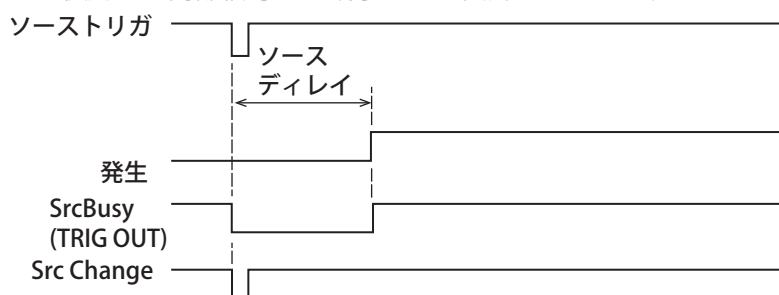 ソーストリガ
ソース
ディレイ
発生
SrcBusy
(TRIG OUT)
Src Change